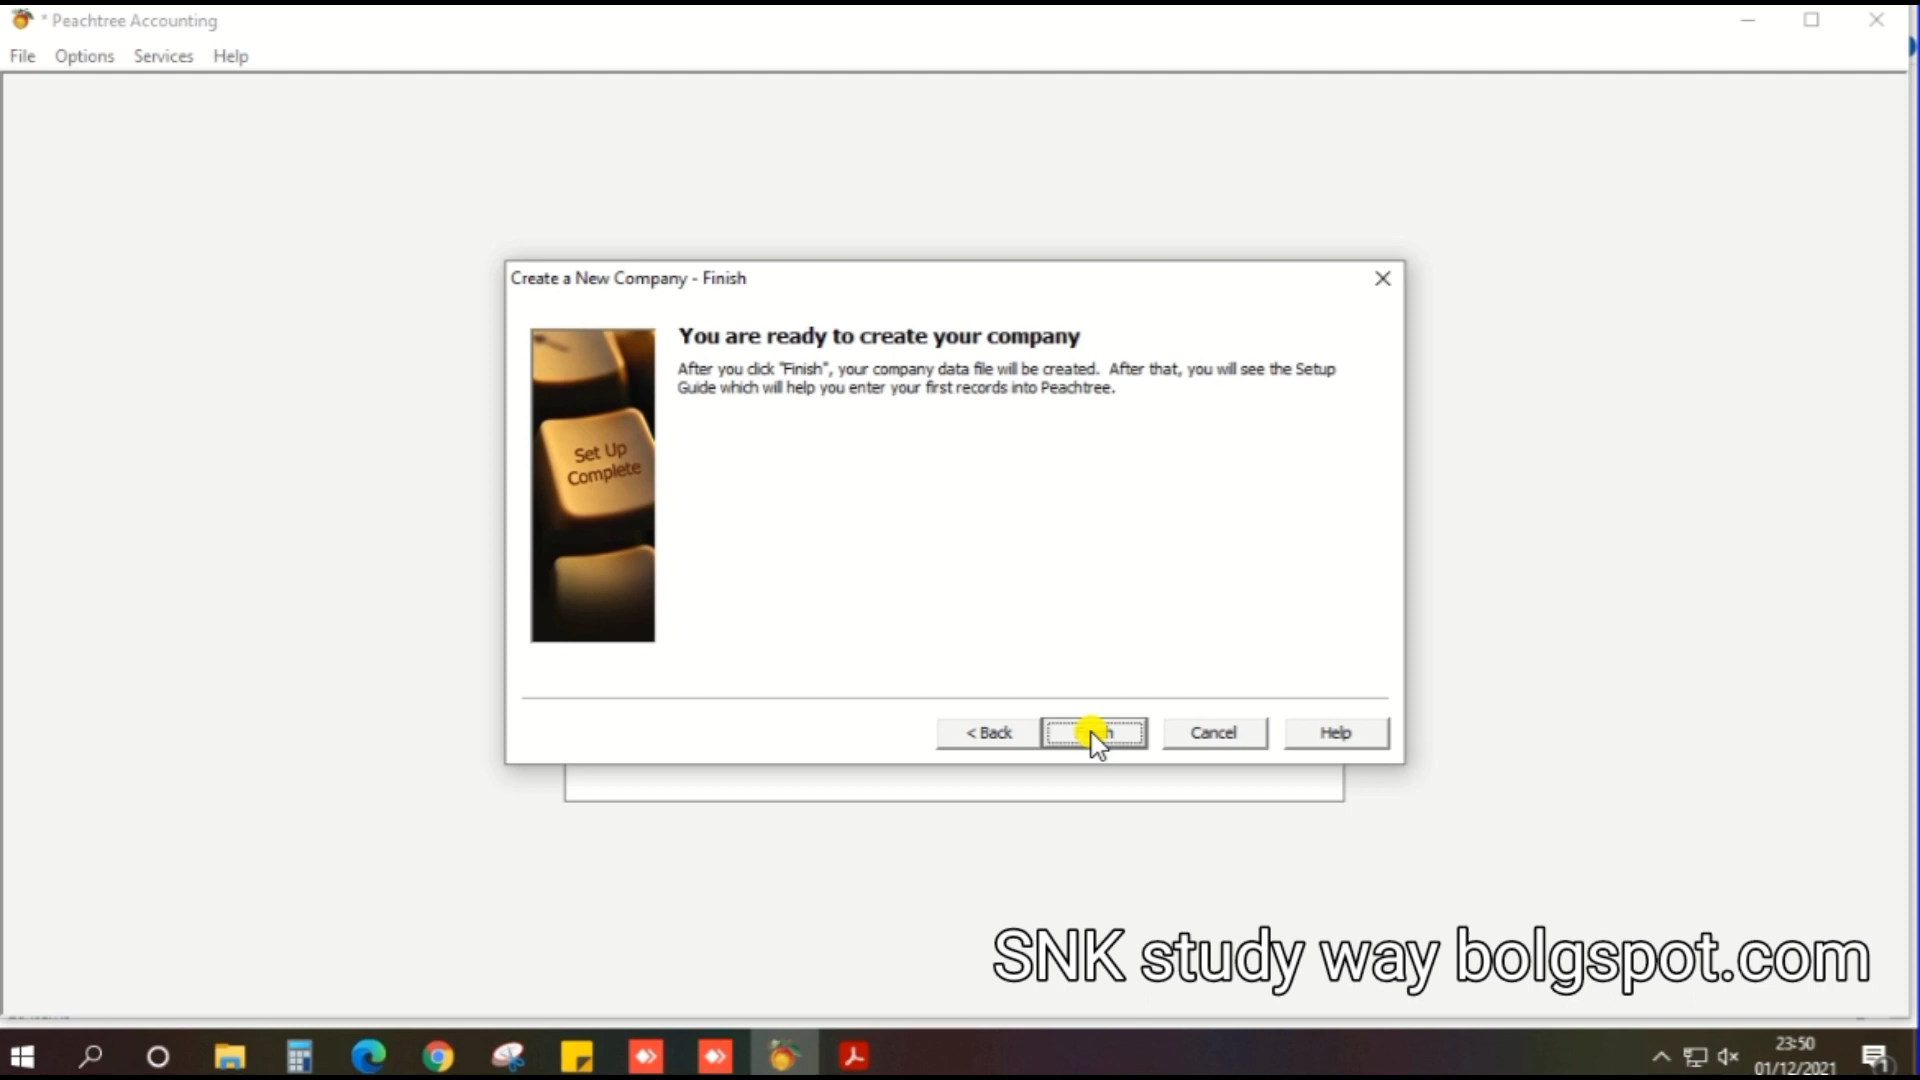 * Peachtree Accounting
File Options Services Help
Create a New Company - Finish
You are ready to create your company
After you click "Finish", your company data file will be created. After that, you will see the Setup
Guide which will help you enter your first records into Peachtree.
Set Up
Complete
< Back
Cancel
Help
SNK study way bolgspot.com
23:50
01/12/2021
1